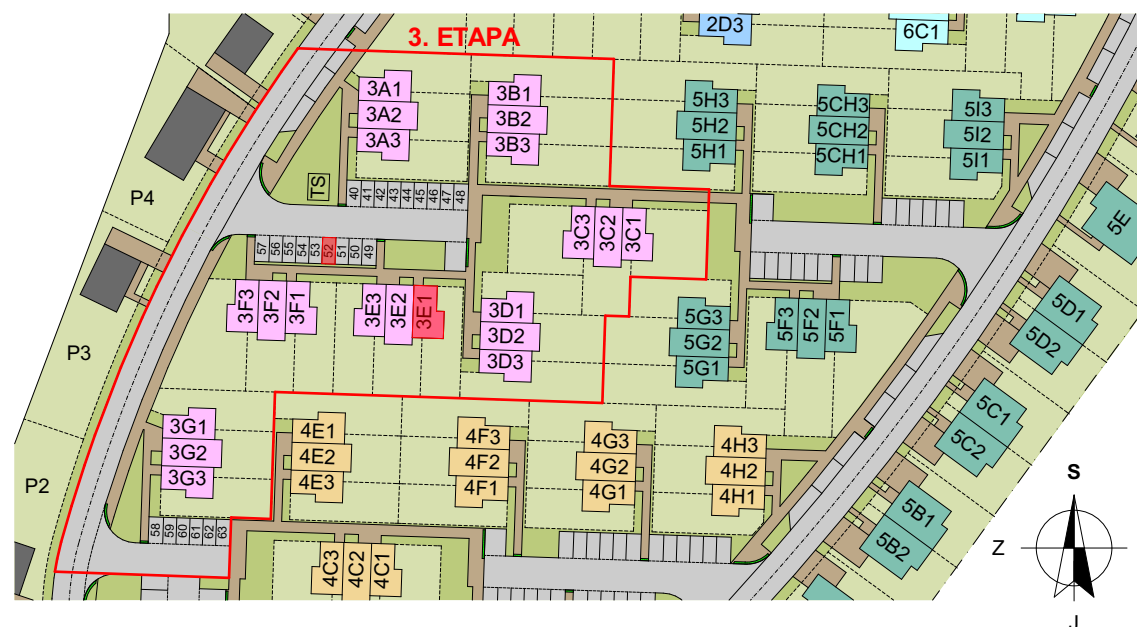 2D3
6C1
3. ETAPA
3A1
3A2
3A3
3B1
3B2
3B3
5H3
5H2
5H1
5CH3
5CH2
5CH1
5I3
5I2
5I1
P4
TS
40 41 42 43 44 45 46 47 48
5E
3C3 3C2 3C1
57 56 55 54 53 52 51 50 49
3F3 3F2 3F1
3E3 3E2 3E1
3D1
3D2
3D3
5G3
5G2
5G1
5F3 5F2 5F1
5D1
5D2
P3
3G1
3G2
3G3
4E1
4E2
4E3
4F3
4F2
4F1
4G3
4G2
4G1
4H3
4H2
4H1
5C1
5C2
P2
58 59 60 61 62 63
4C3 4C2 4C1
5B1
5B2
S
Z
J